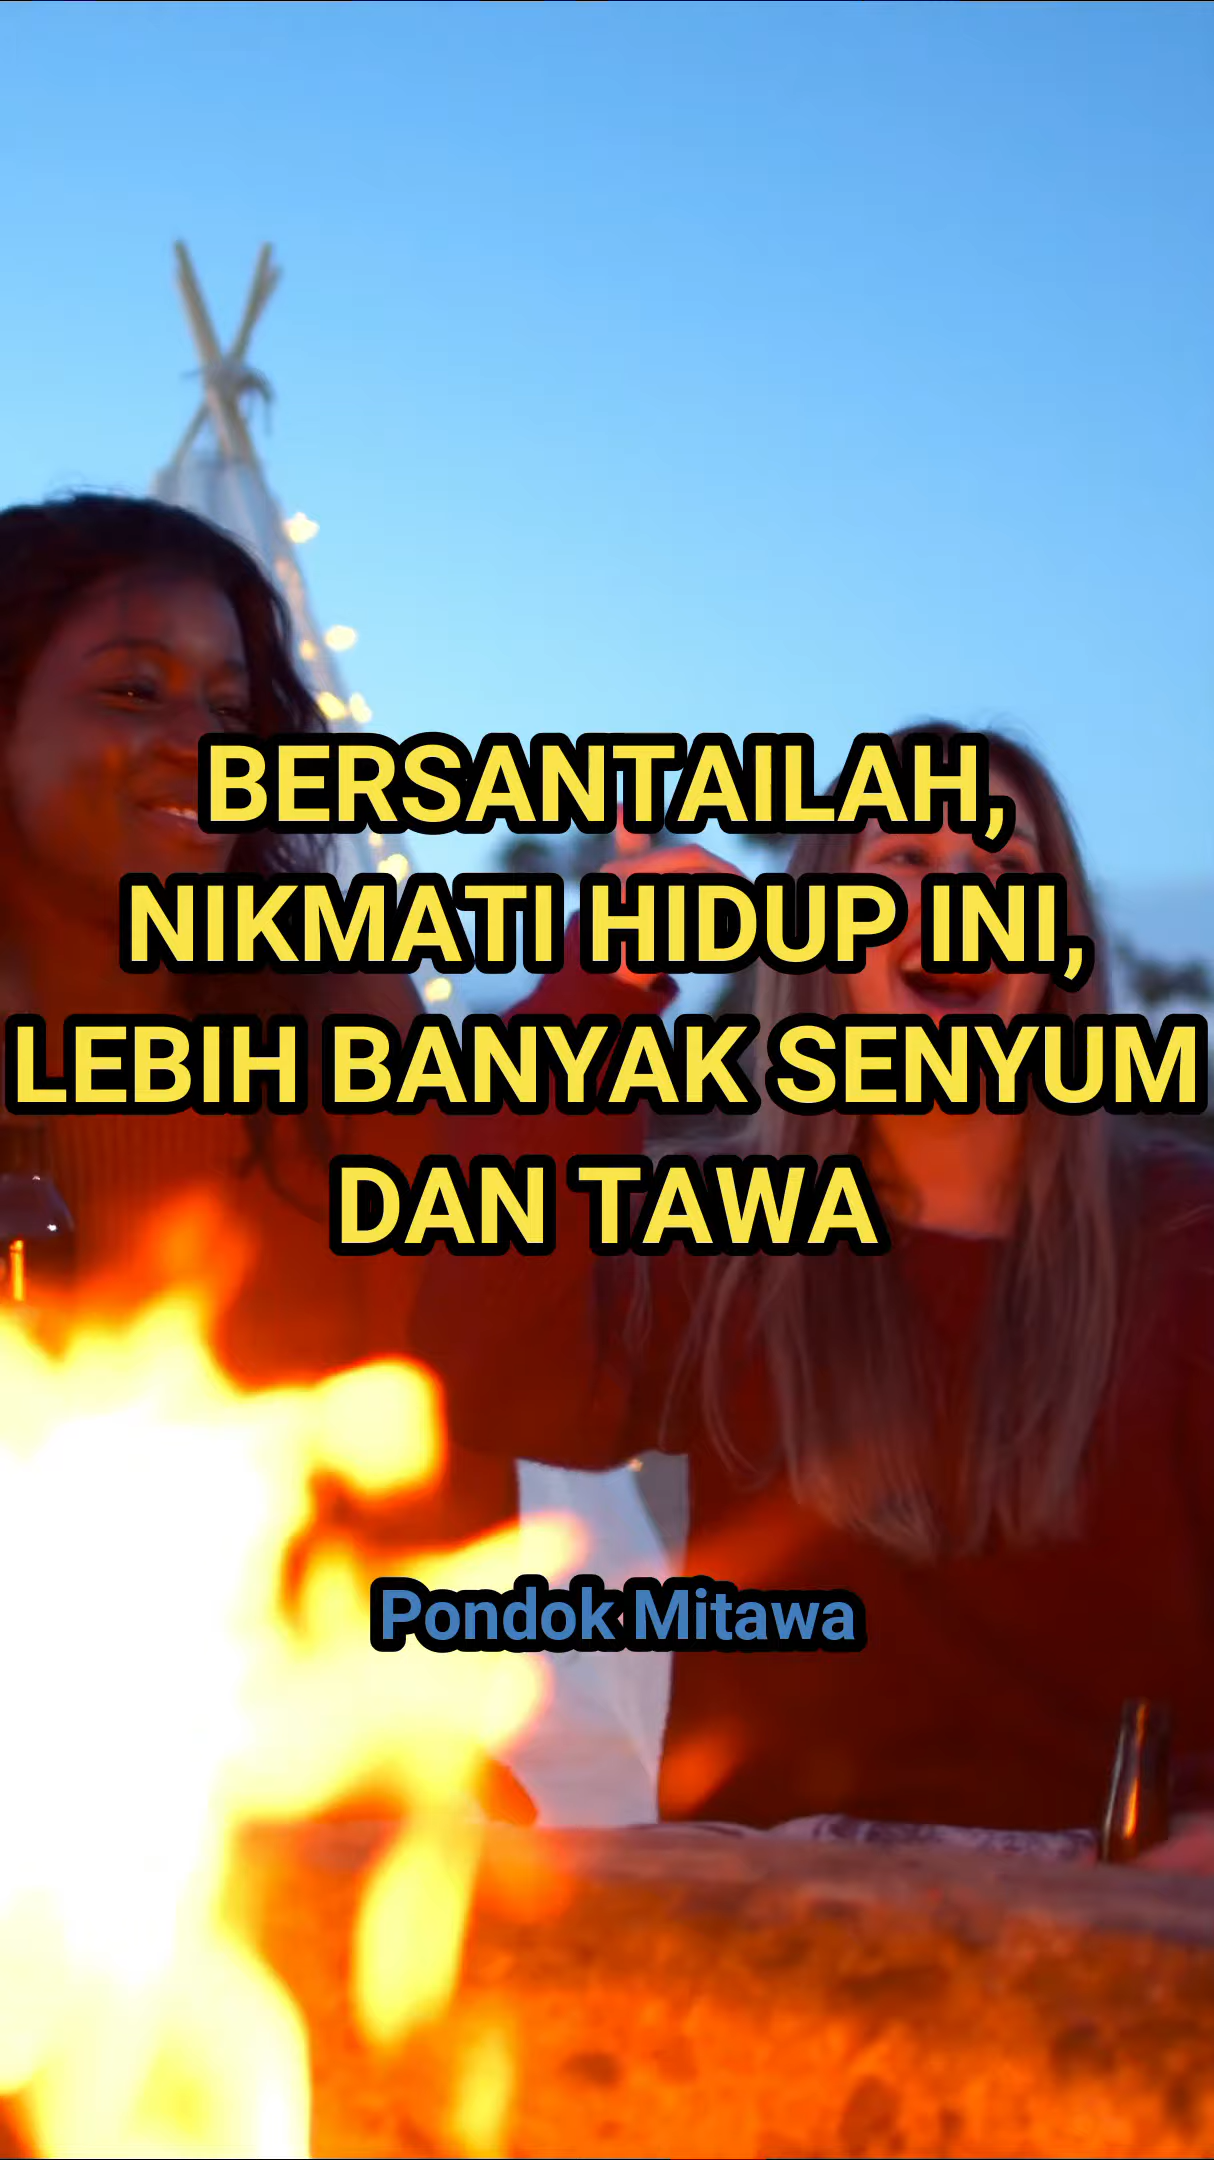 BERSANTAILAH,
NIKMATI HIDUP INI,
LEBIH BANYAK SENYUM
DAN TAWA
Pondok Mitawa